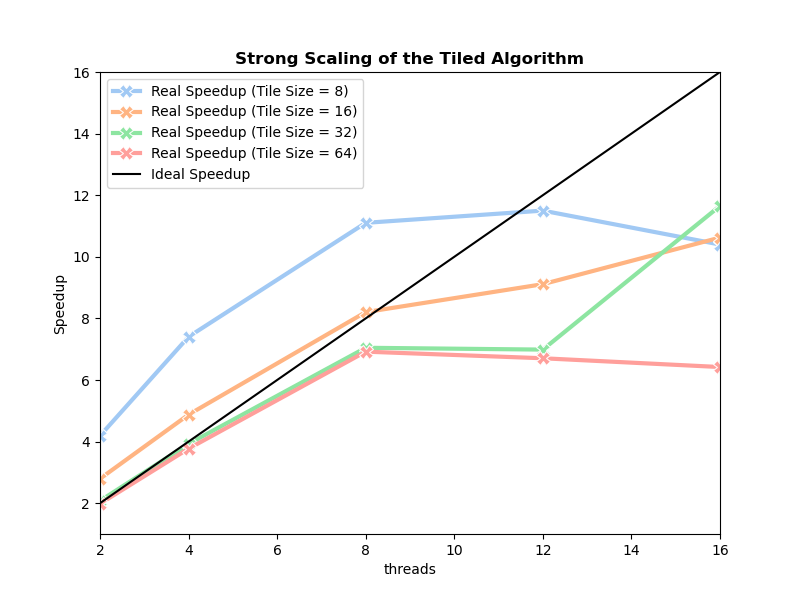 Strong Scaling of the Tiled Algorithm
16
14
12
10
8
6
4
2
Speedup
Real Speedup (Tile Size = 8)
Real Speedup (Tile Size = 16)
Real Speedup (Tile Size = 32)
Real Speedup (Tile Size = 64)
Ideal Speedup
2 4 6 8 10 12 14 16
threads